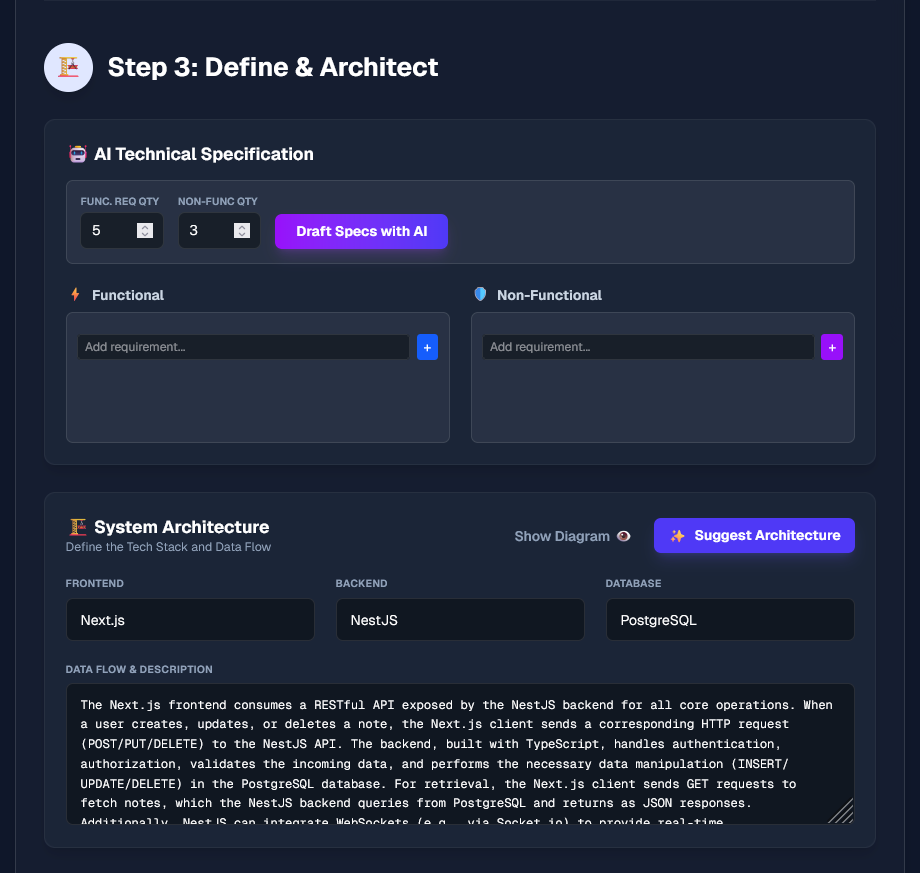 Step 3: Define & Architect
AI Technical Specification
FUNC. REQ QTY
NON-FUNC QTY
5
3
Draft Specs with AI
Functional
Non-Functional
Add requirement...
+
Add requirement...
+
System Architecture
Define the Tech Stack and Data Flow
Show Diagram
Suggest Architecture
FRONTEND
BACKEND
DATABASE
Next.js
NestJS
PostgreSQL
DATA FLOW & DESCRIPTION
The Next.js frontend consumes a RESTful API exposed by the NestJS backend for all core operations. When
a user creates, updates, or deletes a note, the Next.js client sends a corresponding HTTP request
(POST/PUT/DELETE) to the NestJS API. The backend, built with TypeScript, handles authentication,
authorization, validates the incoming data, and performs the necessary data manipulation (INSERT/
UPDATE/DELETE) in the PostgreSQL database. For retrieval, the Next.js client sends GET requests to
fetch notes, which the NestJS backend queries from PostgreSQL and returns as JSON responses.
Additionally, NestJS can integrate WebSockets (e.g., via Socket.io) to provide real-time